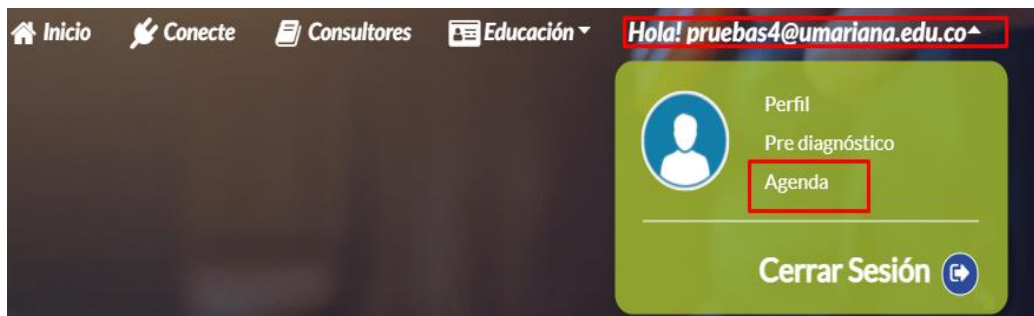 Inicio Conecte Consultores Educación Hola! pruebas4@umariana.edu.co
Perfil
Pre diagnóstico
Agenda
Cerrar Sesión